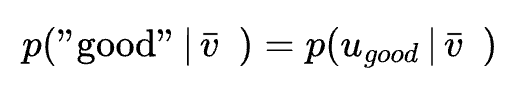 p(”good” | v̄ ) = p(u_good | v̄ )